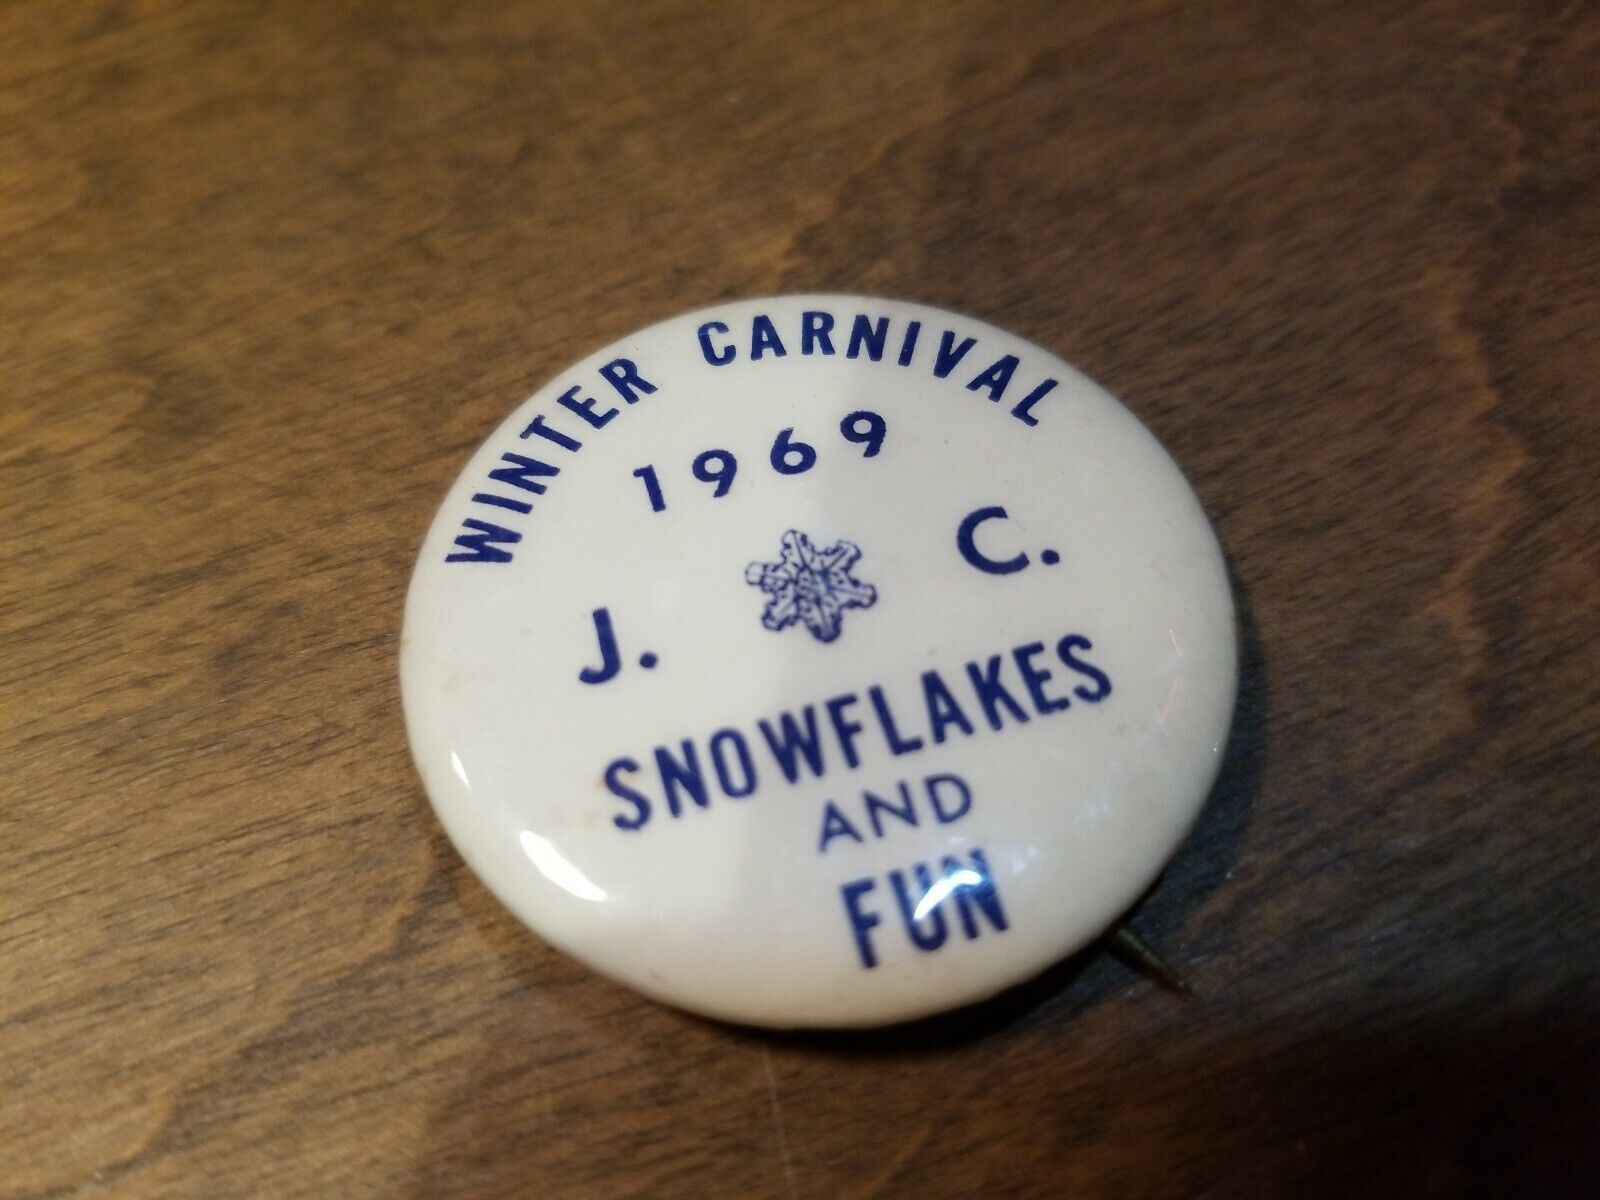 WINTER CARNIVAL
1969
J. C.
SNOWFLAKES
AND
FUN